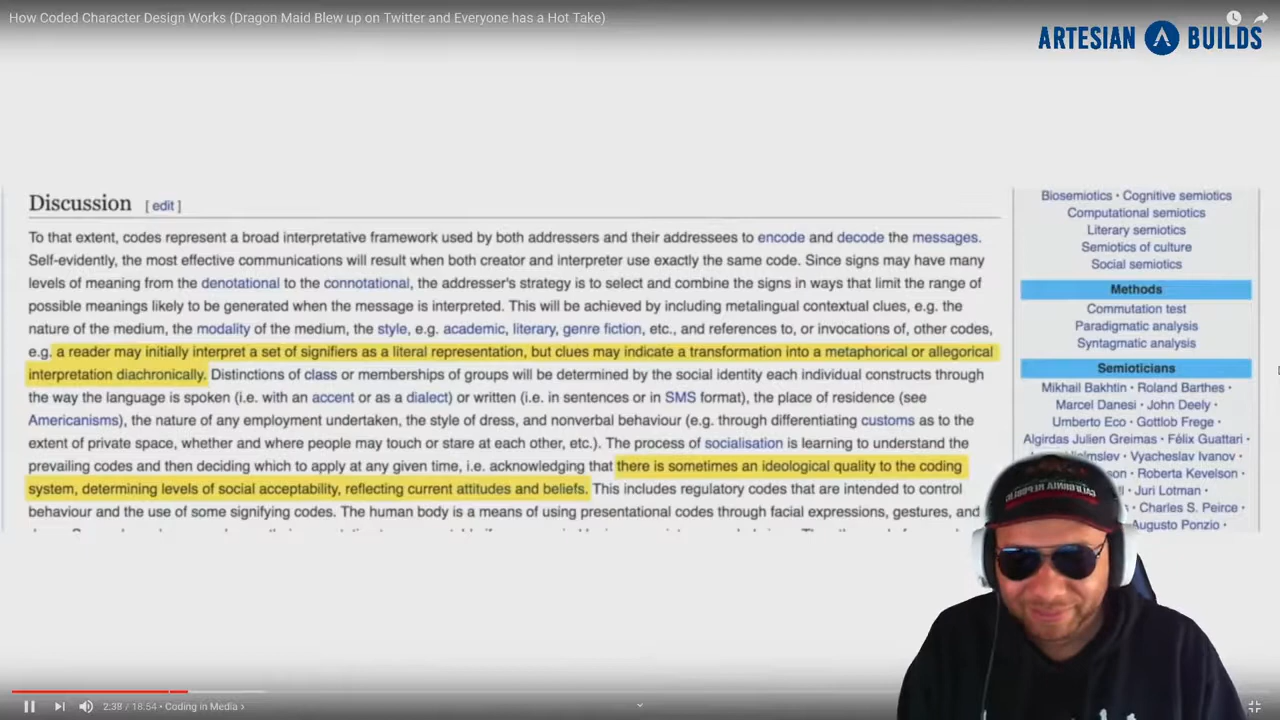 How Coded Character Design Works (Dragon Maid Blew up on Twitter and Everyone has a Hot Take)
ARTESIAN BUILDS
Discussion [ edit ]
To that extent, codes represent a broad interpretative framework used by both addressers and their addressees to encode and decode the messages.
Self-evidently, the most effective communications will result when both creator and interpreter use exactly the same code. Since signs may have many
levels of meaning from the denotational to the connotational, the addresser's strategy is to select and combine the signs in ways that limit the range of
possible meanings likely to be generated when the message is interpreted. This will be achieved by including metalingual contextual clues, e.g. the
nature of the medium, the modality of the medium, the style, e.g. academic, literary, genre fiction, etc., and references to, or invocations of, other codes,
e.g. a reader may initially interpret a set of signifiers as a literal representation, but clues may indicate a transformation into a metaphorical or allegorical
interpretation diachronically. Distinctions of class or memberships of groups will be determined by the social identity each individual constructs through
the way the language is spoken (i.e. with an accent or as a dialect) or written (i.e. in sentences or in SMS format), the place of residence (see
Americanisms), the nature of any employment undertaken, the style of dress, and nonverbal behaviour (e.g. through differentiating customs as to the
extent of private space, whether and where people may touch or stare at each other, etc.). The process of socialisation is learning to understand the
prevailing codes and then deciding which to apply at any given time, i.e. acknowledging that there is sometimes an ideological quality to the coding
system, determining levels of social acceptability, reflecting current attitudes and beliefs. This includes regulatory codes that are intended to control
behaviour and the use of some signifying codes. The human body is a means of using presentational codes through facial expressions, gestures, and
Biosemiotics • Cognitive semiotics
Computational semiotics
Literary semiotics
Semiotics of culture
Social semiotics
Methods
Commutation test
Paradigmatic analysis
Syntagmatic analysis
Semioticians
Mikhail Bakhtin • Roland Barthes •
Marcel Danesi • John Deely •
Umberto Eco • Gottlob Frege •
Algirdas Julien Greimas • Félix Guattari •
Vyacheslav Ivanov •
Roberta Kevelson •
Juri Lotman •
Charles S. Peirce •
Augusto Ponzio •
CALIFORNIA REPUBLIC
2:38 / 18:54 • Coding in Media ›